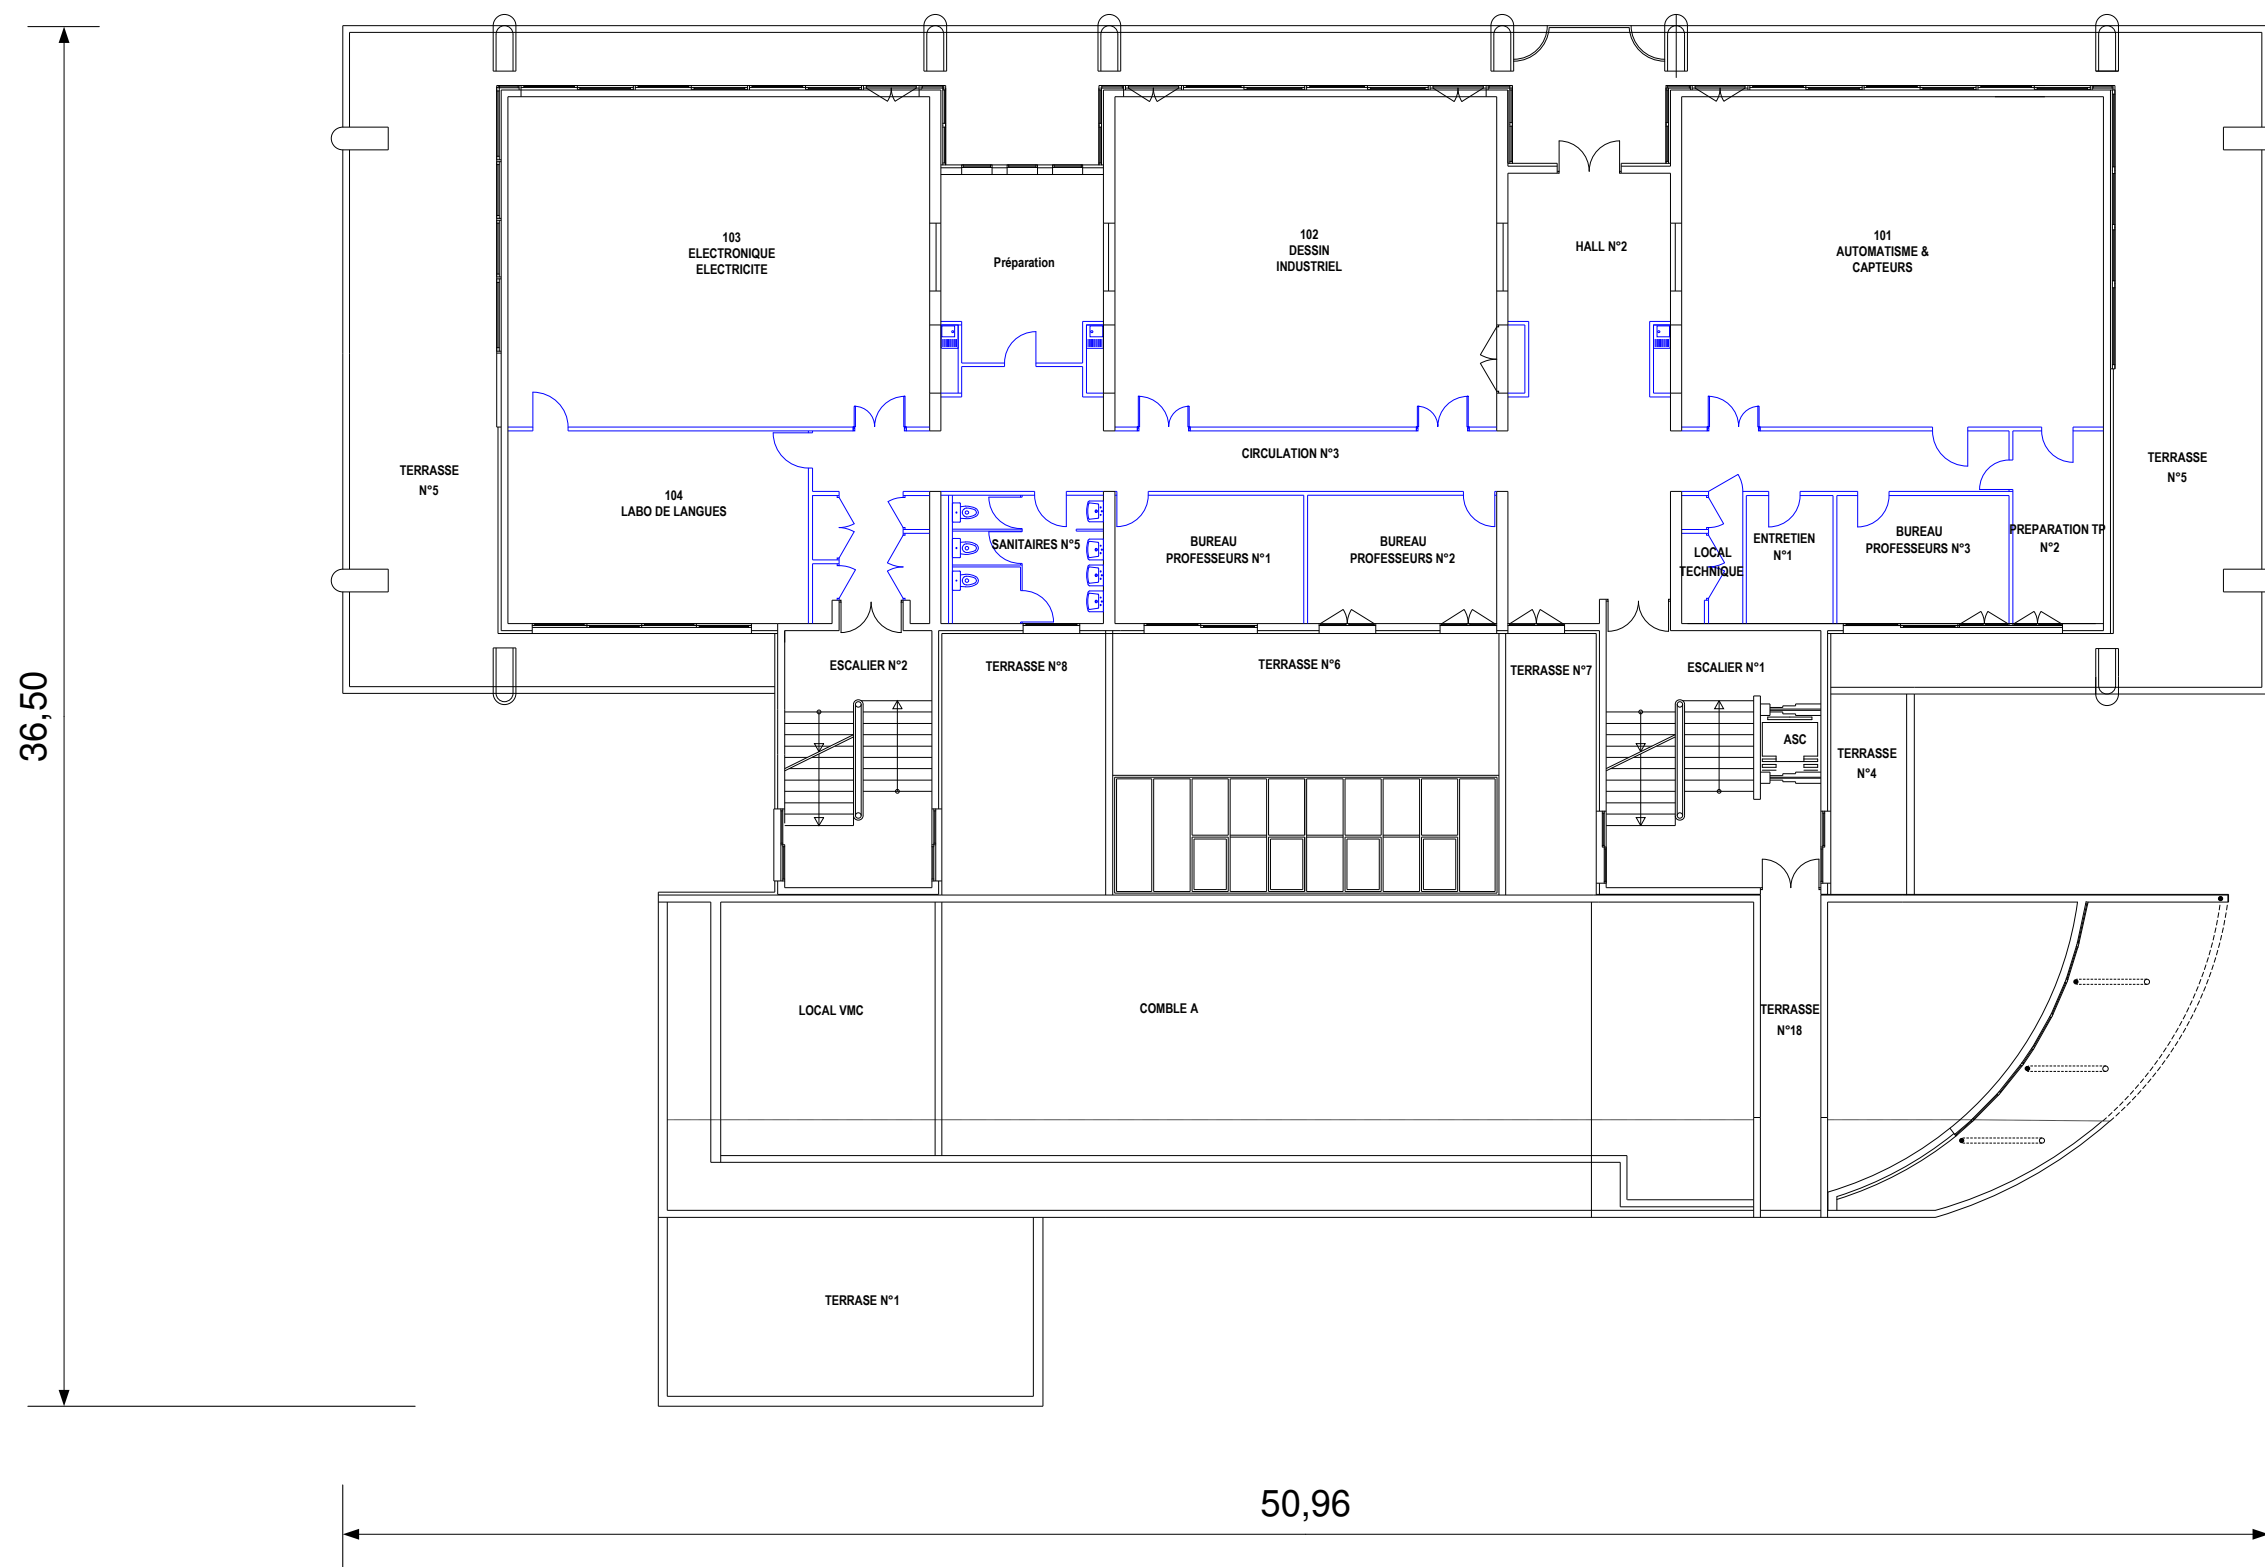 103
ELECTRONIQUE
ELECTRICITE
Préparation
102
DESSIN
INDUSTRIEL
HALL N°2
101
AUTOMATISME &
CAPTEURS
TERRASSE
N°5
CIRCULATION N°3
TERRASSE
N°5
104
LABO DE LANGUES
SANITAIRES N°5
BUREAU
PROFESSEURS N°1
BUREAU
PROFESSEURS N°2
LOCAL
TECHNIQUE
ENTRETIEN
N°1
BUREAU
PROFESSEURS N°3
PREPARATION TP
N°2
ESCALIER N°2
TERRASSE N°8
TERRASSE N°6
TERRASSE N°7
ESCALIER N°1
ASC
TERRASSE
N°4
36,50
LOCAL VMC
COMBLE A
TERRASSE
N°18
TERRASE N°1
50,96